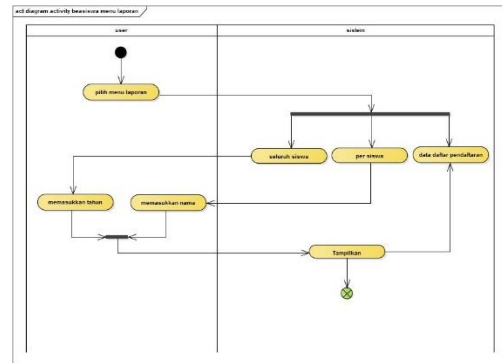 act diagram activity beasiswa menu laporan
user
sistem
pilih menu laporan
seluruh siswa
per siswa
data daftar pendaftaran
memasukkan tahun
memasukkan nama
Tampilkan